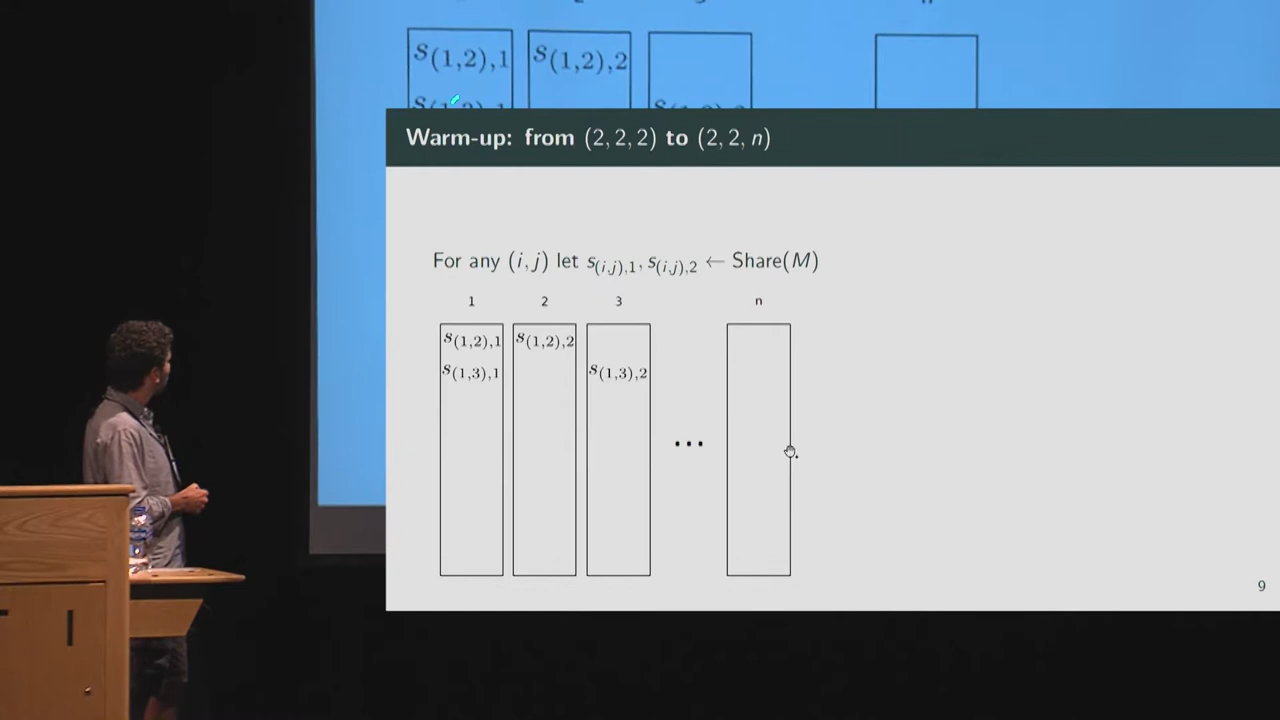 s(1,2),1 s(1,2),2
Warm-up: from (2, 2, 2) to (2, 2, n)
For any (i, j) let s(i,j),1, s(i,j),2 ← Share(M)
1 2 3 n
s(1,2),1 s(1,2),2
s(1,3),1 s(1,3),2
...
9